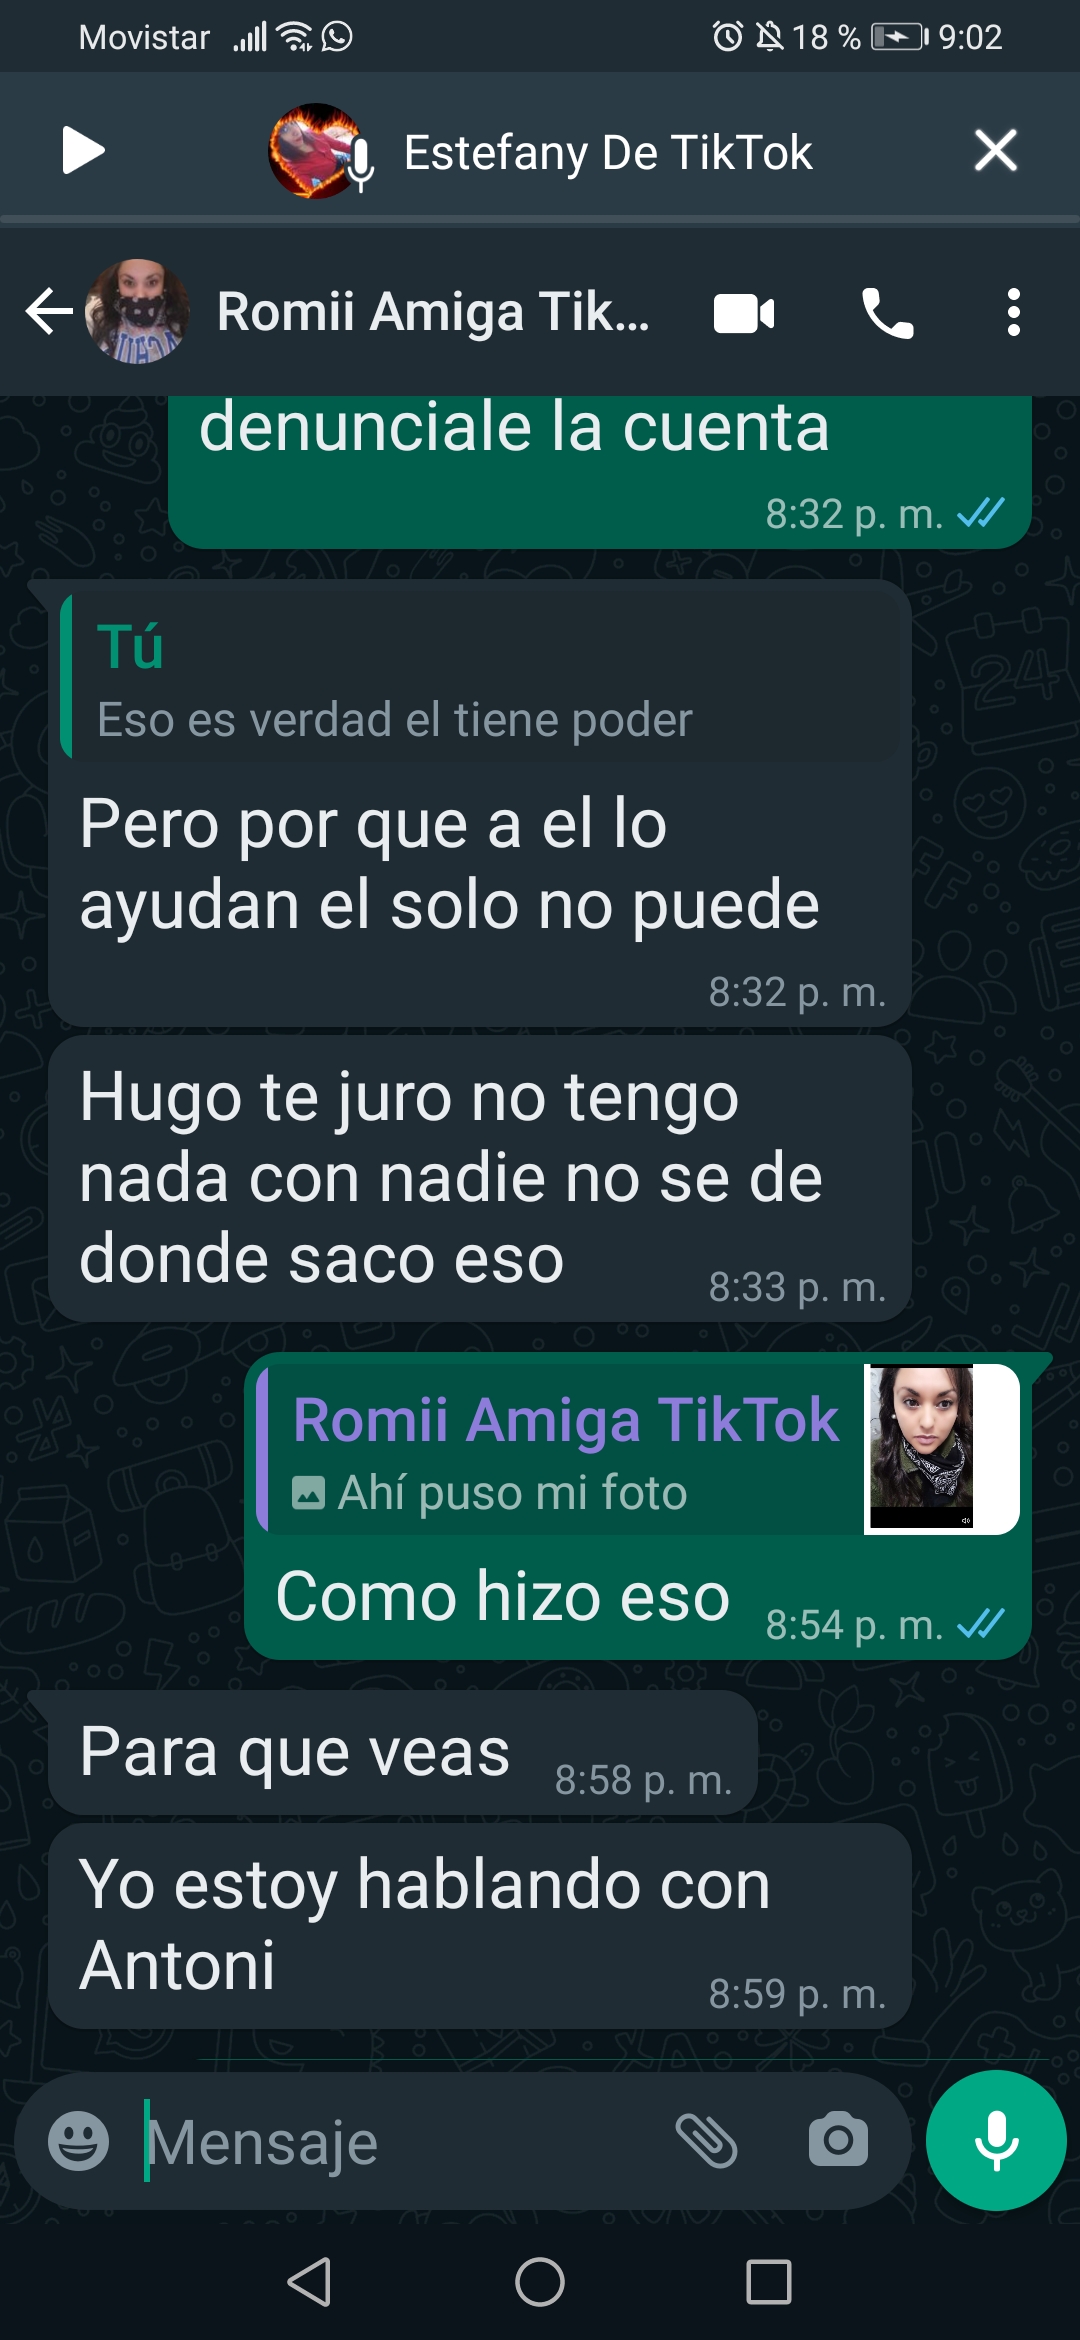 Movistar 18 % 9:02
Estefany De TikTok
Romii Amiga Tik...
denunciale la cuenta
8:32 p. m.
Tú
Eso es verdad el tiene poder
Pero por que a el lo
ayudan el solo no puede
8:32 p. m.
Hugo te juro no tengo
nada con nadie no se de
donde saco eso 8:33 p. m.
Romii Amiga TikTok
Ahí puso mi foto
Como hizo eso 8:54 p. m.
Para que veas 8:58 p. m.
Yo estoy hablando con
Antoni 8:59 p. m.
Mensaje